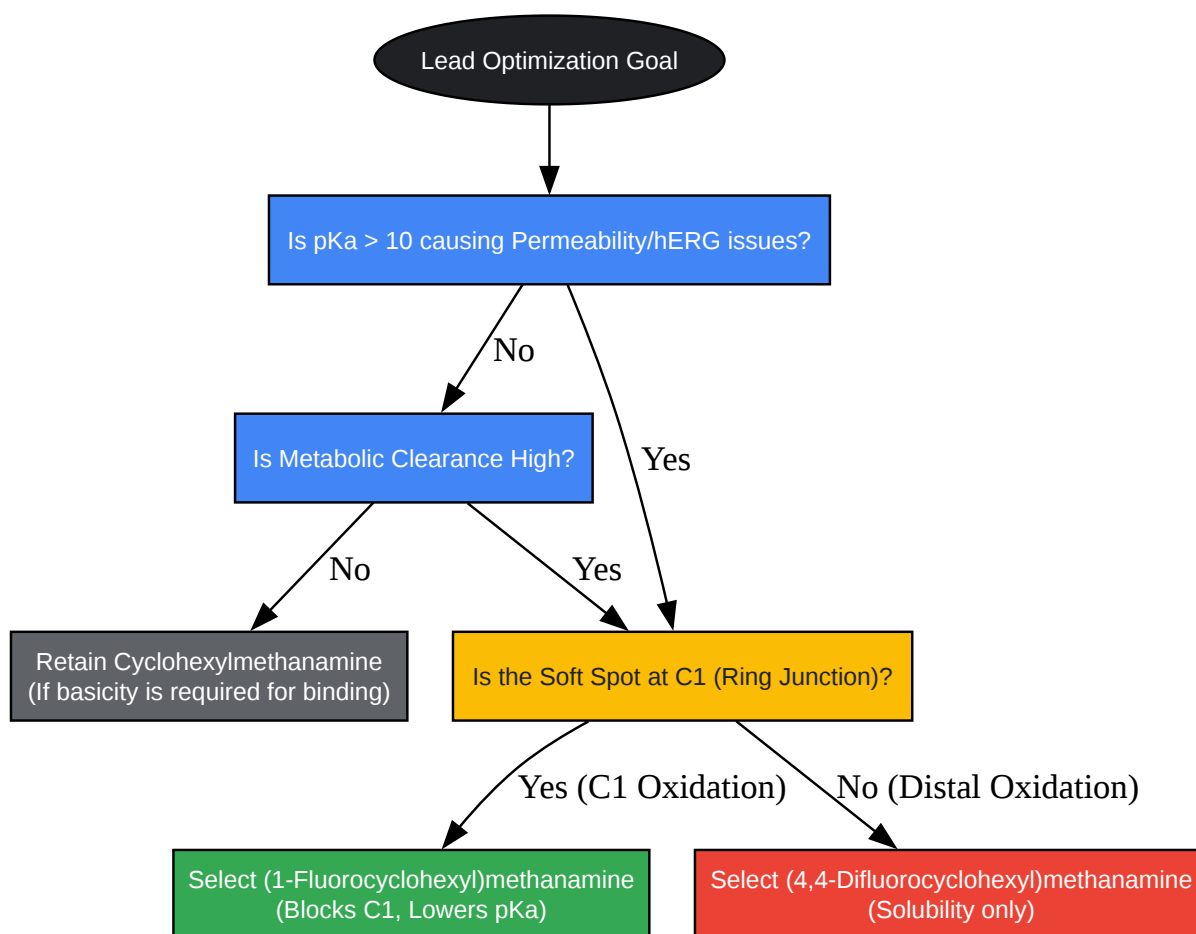 Lead Optimization Goal
Is pKa > 10 causing Permeability/hERG issues?
No
Is Metabolic Clearance High?
Yes
No
Yes
Retain Cyclohexylmethanamine
(If basicity is required for binding)
Is the Soft Spot at C1 (Ring Junction)?
Yes (C1 Oxidation)
No (Distal Oxidation)
Select (1-Fluorocyclohexyl)methanamine
(Blocks C1, Lowers pKa)
Select (4,4-Difluorocyclohexyl)methanamine
(Solubility only)